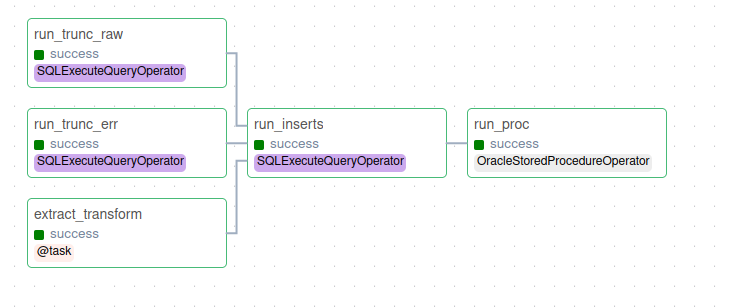 run_trunc_raw
success
SQLExecuteQueryOperator
run_trunc_err
success
SQLExecuteQueryOperator
extract_transform
success
@task
run_inserts
success
SQLExecuteQueryOperator
run_proc
success
OracleStoredProcedureOperator